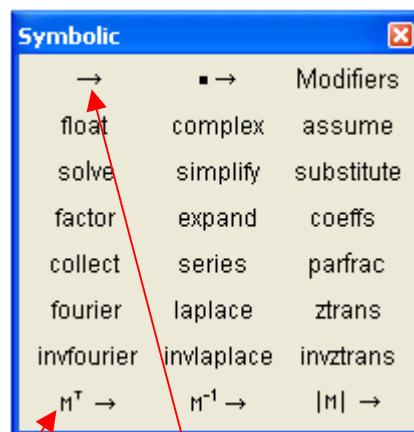 Symbolic
→ ▪ → Modifiers
float complex assume
solve simplify substitute
factor expand coeffs
collect series parfrac
fourier laplace ztrans
invfourier invlaplace invztrans
Mᵀ → M⁻¹ → |M| →